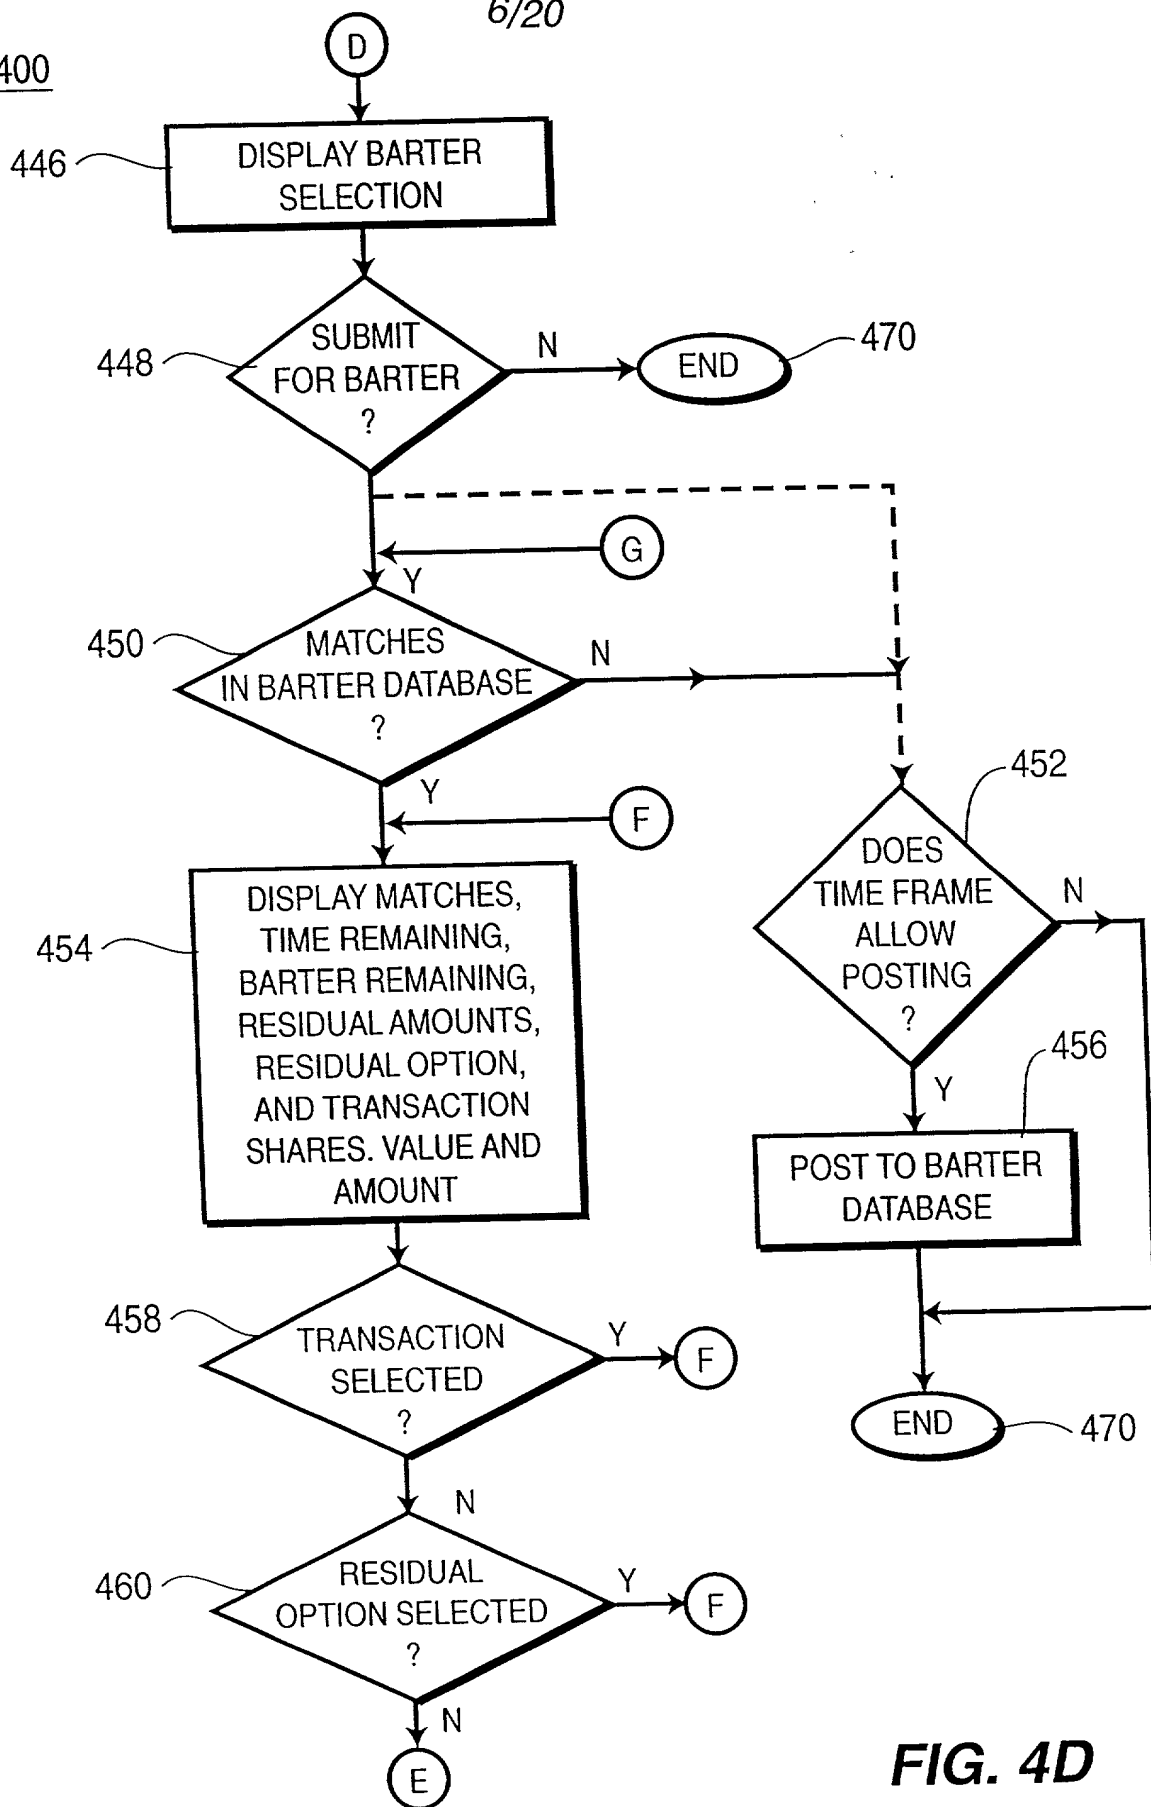 6/20
400
D
446
DISPLAY BARTER
SELECTION
448
SUBMIT
FOR BARTER
?
N
END
470
G
Y
450
MATCHES
IN BARTER DATABASE
?
N
Y
F
452
DOES
TIME FRAME
ALLOW
POSTING
?
N
Y
454
DISPLAY MATCHES,
TIME REMAINING,
BARTER REMAINING,
RESIDUAL AMOUNTS,
RESIDUAL OPTION,
AND TRANSACTION
SHARES. VALUE AND
AMOUNT
456
POST TO BARTER
DATABASE
458
TRANSACTION
SELECTED
?
Y
F
N
END
470
460
RESIDUAL
OPTION SELECTED
?
Y
F
N
E
FIG. 4D